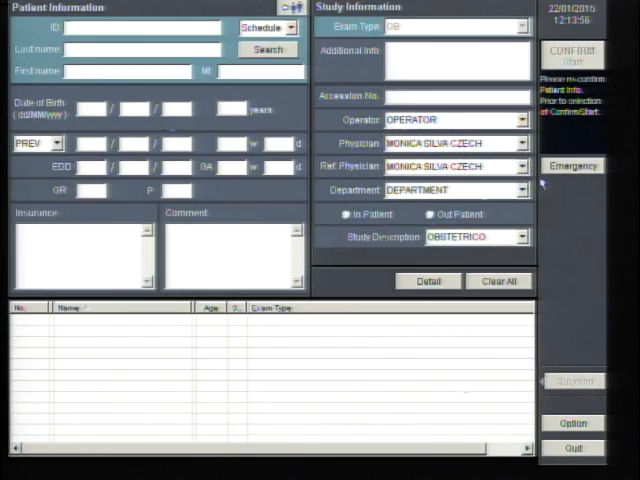 Patient Information
ID
Schedule
Last name
Search
First name
MI
Date of Birth
(dd/MM/yyyy)
/ /
years
PREV
/ /
w d
EDD
/ /
GA
w d
GR
P
Insurance
Comment
Study Information
Exam Type
OB
Additional Info
Accession No.
Operator
OPERATOR
Physician
MONICA SILVA CZECH
Ref. Physician
MONICA SILVA CZECH
Department
DEPARTMENT
In Patient
Out Patient
Study Description
OBSTETRICO
Detail
Clear All
No.
Name
Age
S..
Exam Type
22/01/2015
12:13:56
CONFIRM
Start
Please re-confirm
Patient Info.
Prior to selection
of Confirm/Start.
Emergency
Option
Quit